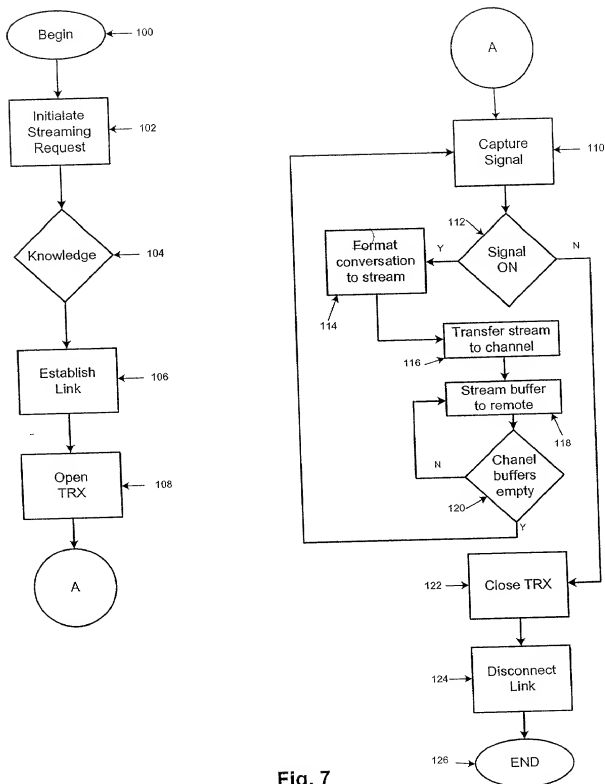 Begin
100
Initialate
Streaming
Request
102
Knowledge
104
Establish
Link
106
Open
TRX
108
A
A
Capture
Signal
110
112
Signal
ON
Y
N
Format
conversation
to stream
114
Transfer stream
to channel
116
Stream buffer
to remote
118
Chanel
buffers
empty
N
120
Y
122
Close TRX
124
Disconnect
Link
126
END
Fig. 7